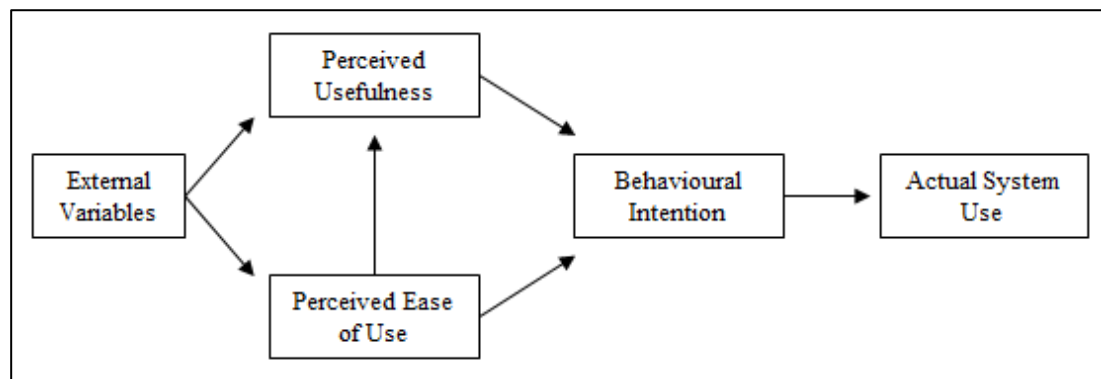 Perceived
Usefulness
External
Variables
Behavioural
Intention
Actual System
Use
Perceived Ease
of Use